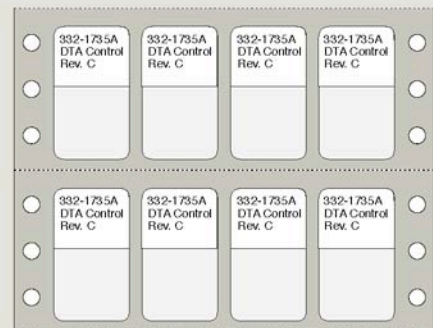 332-1735A 332-1735A 332-1735A 332-1735A
DTA Control DTA Control DTA Control DTA Control
Rev. C Rev. C Rev. C Rev. C
332-1735A 332-1735A 332-1735A 332-1735A
DTA Control DTA Control DTA Control DTA Control
Rev. C Rev. C Rev. C Rev. C